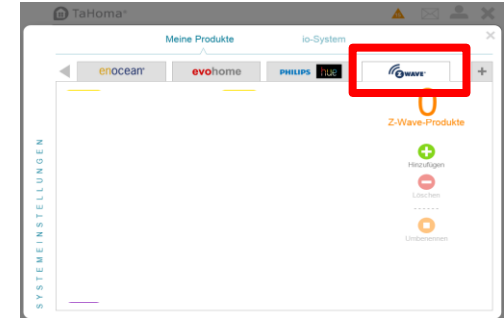 TaHoma®
Meine Produkte
io-System
enocean®
evohome
PHILIPS hue
Z WAVE®
0
Z-Wave-Produkte
Hinzufügen
Löschen
Umbenennen
SYSTEMEINSTELLUNGEN